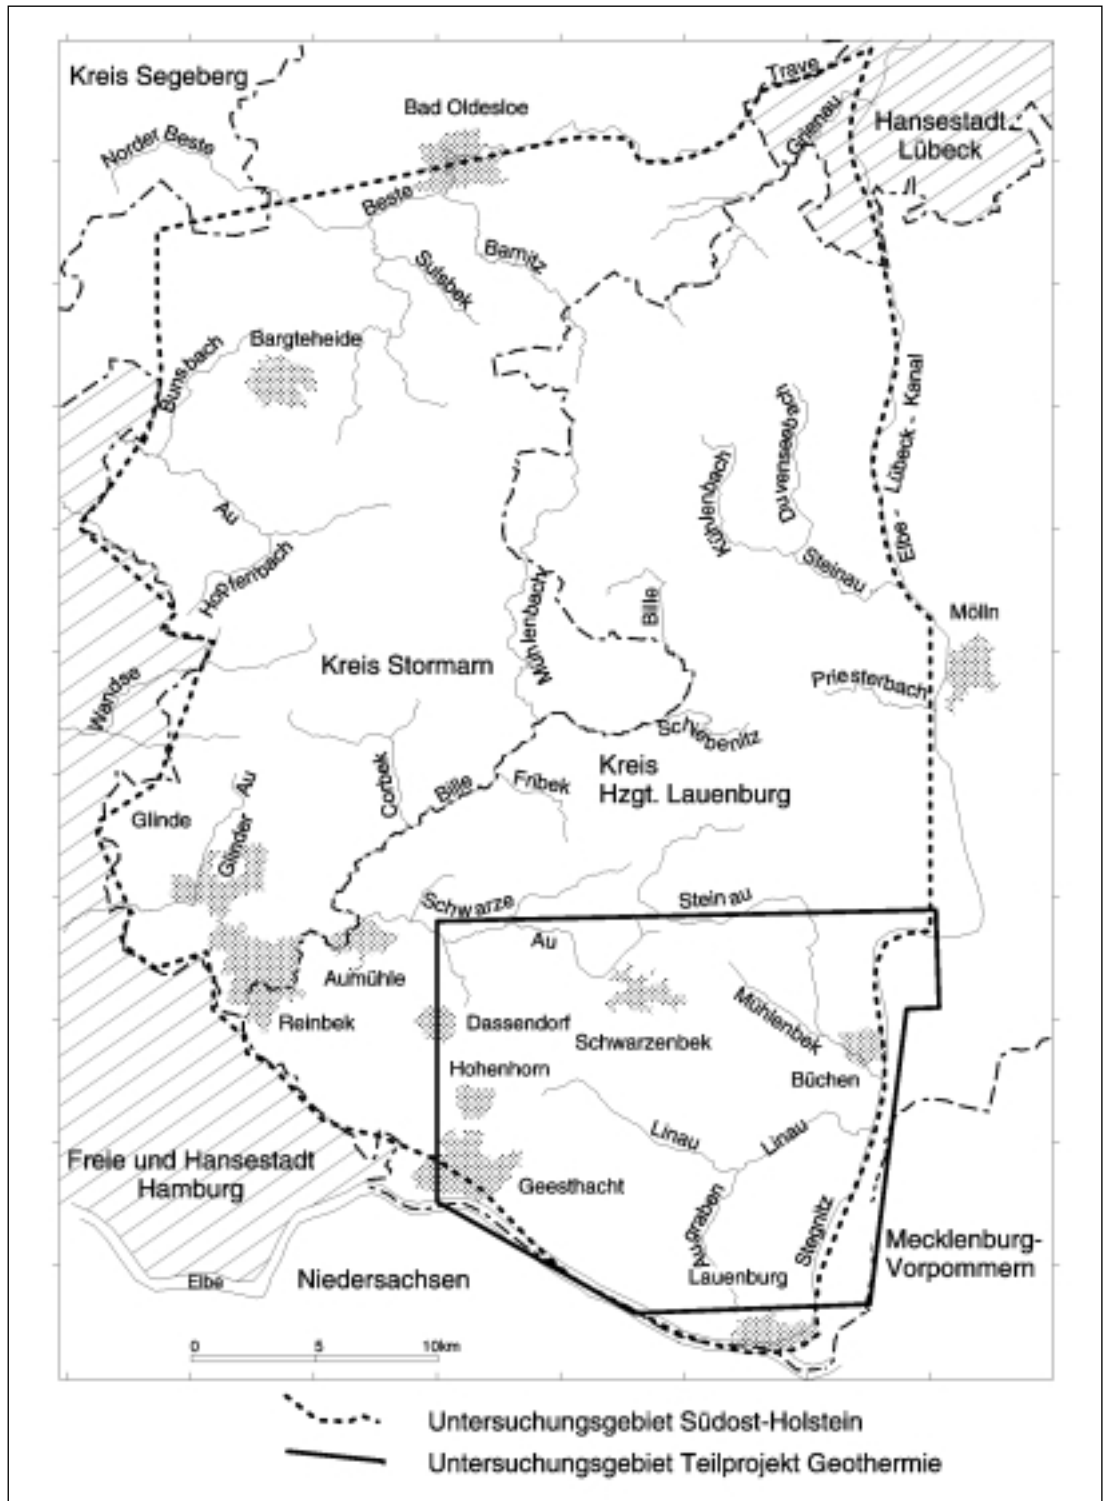 Kreis Segeberg
Trave
Bad Oldesloe
Grienau
Hansestadt
Lübeck
Norder Beste
Beste
Barnitz
Sulsbek
Bunsbach
Bargteheide
Elbe - Lübeck - Kanal
Duvenseebach
Kühlenbach
Au
Hopfenbach
Steinau
Mühlenbach
Bille
Mölln
Kreis Stormarn
Wandse
Priesterbach
Schiebenitz
Corbek
Bille
Fribek
Kreis
Hzgt. Lauenburg
Glinde
Glinder Au
Schwarze
Steinau
Au
Aumühle
Reinbek
Dassendorf
Schwarzenbek
Mühlenbek
Hohenhorn
Büchen
Linau
Linau
Freie und Hansestadt
Hamburg
Geesthacht
Augraben
Stegnitz
Mecklenburg-
Vorpommern
Elbe
Niedersachsen
Lauenburg
0 5 10km
Untersuchungsgebiet Südost-Holstein
Untersuchungsgebiet Teilprojekt Geothermie